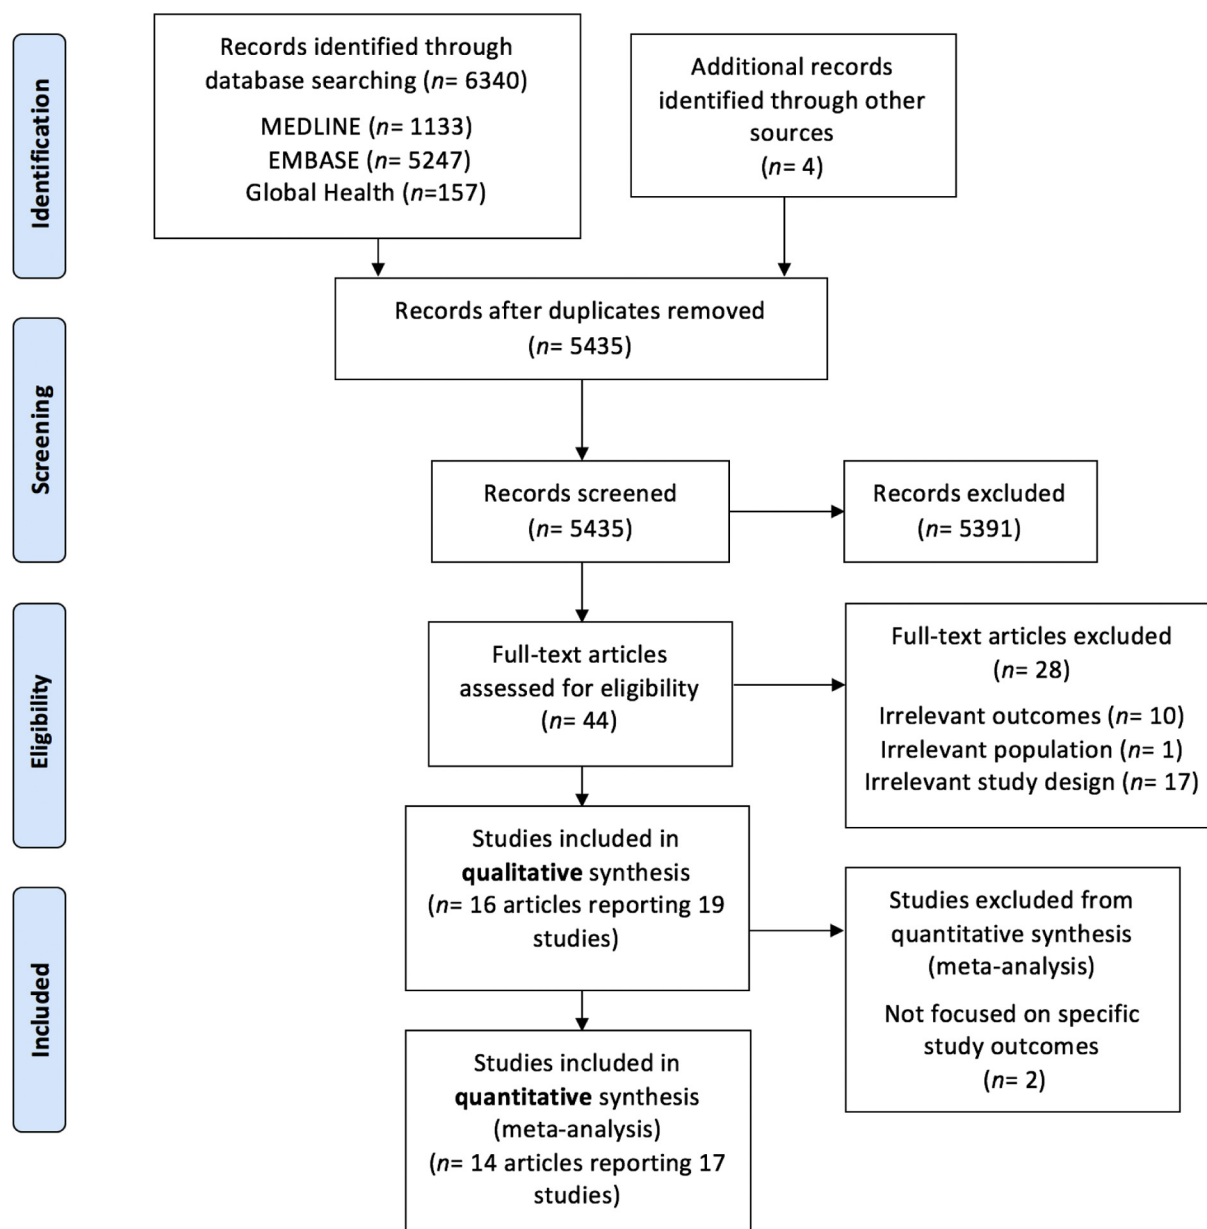 Identification
Records identified through
database searching (n= 6340)
MEDLINE (n= 1133)
EMBASE (n= 5247)
Global Health (n=157)
Additional records
identified through other
sources
(n= 4)
Records after duplicates removed
(n= 5435)
Screening
Records screened
(n= 5435)
Records excluded
(n= 5391)
Eligibility
Full-text articles
assessed for eligibility
(n= 44)
Full-text articles excluded
(n= 28)
Irrelevant outcomes (n= 10)
Irrelevant population (n= 1)
Irrelevant study design (n= 17)
Studies included in
qualitative synthesis
(n= 16 articles reporting 19
studies)
Included
Studies excluded from
quantitative synthesis
(meta-analysis)
Not focused on specific
study outcomes
(n= 2)
Studies included in
quantitative synthesis
(meta-analysis)
(n= 14 articles reporting 17
studies)